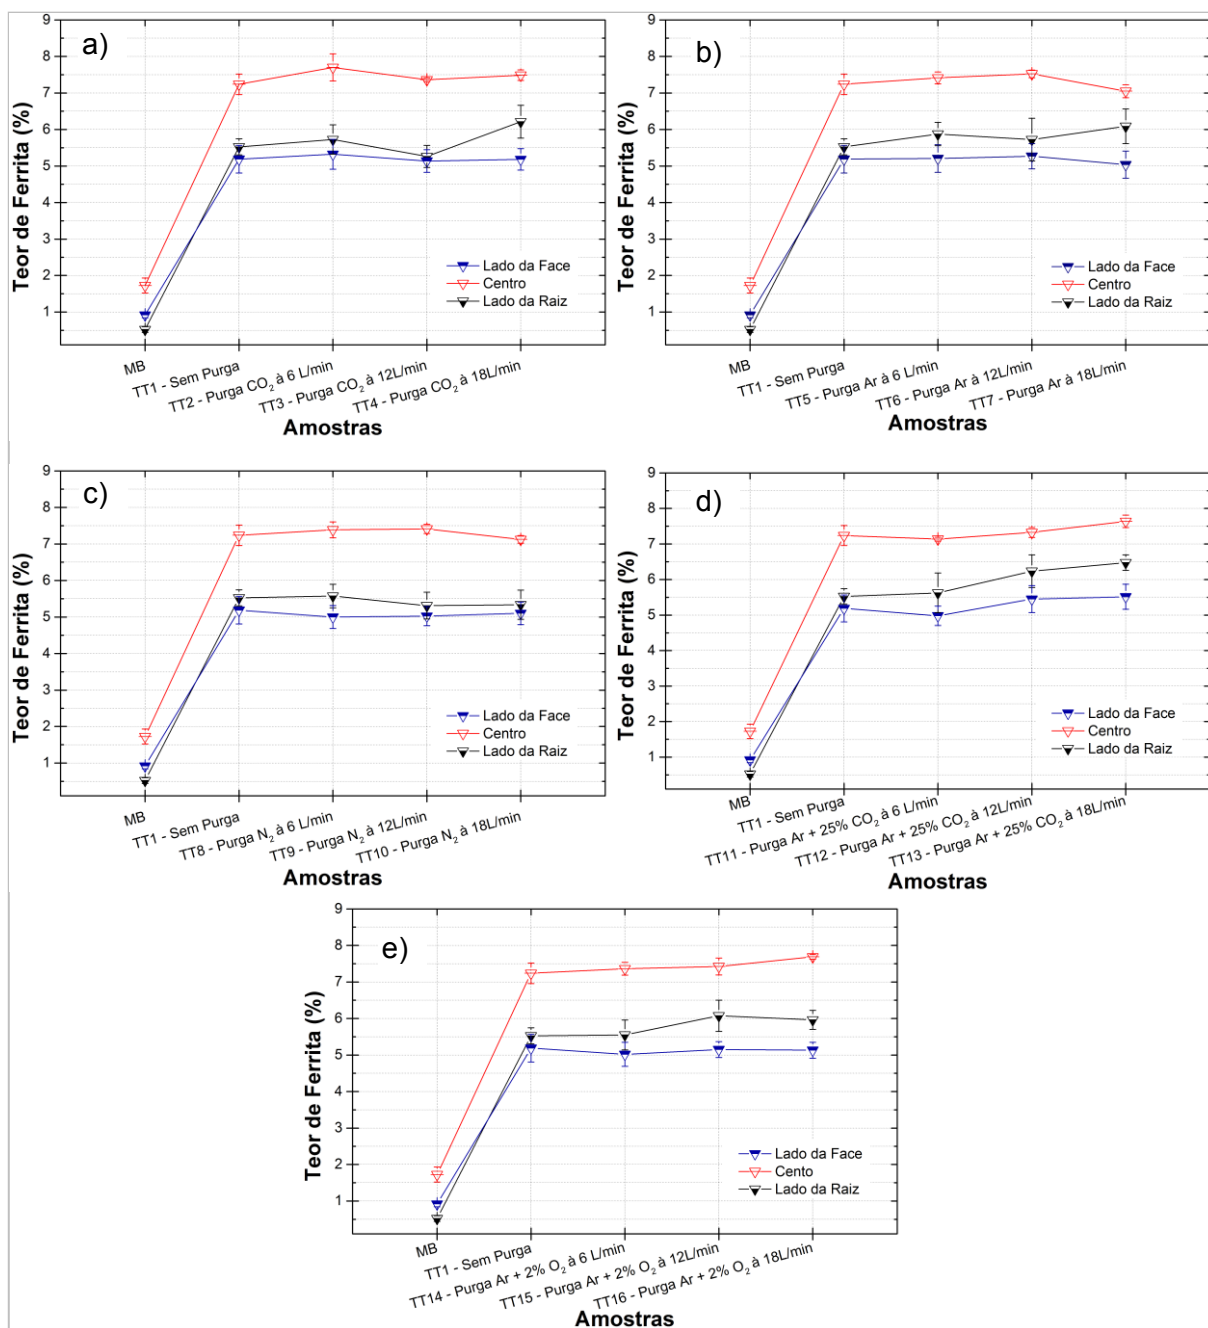 a)
Teor de Ferrita (%)
9
8
7
6
5
4
3
2
1
Lado da Face
Centro
Lado da Raiz
MB
TT1 - Sem Purga
TT2 - Purga CO₂ à 6 L/min
TT3 - Purga CO₂ à 12L/min
TT4 - Purga CO₂ à 18L/min
Amostras
b)
Teor de Ferrita (%)
9
8
7
6
5
4
3
2
1
Lado da Face
Centro
Lado da Raiz
MB
TT1 - Sem Purga
TT5 - Purga Ar à 6 L/min
TT6 - Purga Ar à 12L/min
TT7 - Purga Ar à 18L/min
Amostras
c)
Teor de Ferrita (%)
9
8
7
6
5
4
3
2
1
Lado da Face
Centro
Lado da Raiz
MB
TT1 - Sem Purga
TT8 - Purga N₂ à 6 L/min
TT9 - Purga N₂ à 12L/min
TT10 - Purga N₂ à 18L/min
Amostras
d)
Teor de Ferrita (%)
9
8
7
6
5
4
3
2
1
Lado da Face
Centro
Lado da Raiz
MB
TT1 - Sem Purga
TT11 - Purga Ar + 25% CO₂ à 6 L/min
TT12 - Purga Ar + 25% CO₂ à 12L/min
TT13 - Purga Ar + 25% CO₂ à 18L/min
Amostras
e)
Teor de Ferrita (%)
9
8
7
6
5
4
3
2
1
Lado da Face
Cento
Lado da Raiz
MB
TT1 - Sem Purga
TT14 - Purga Ar + 2% O₂ à 6 L/min
TT15 - Purga Ar + 2% O₂ à 12L/min
TT16 - Purga Ar + 2% O₂ à 18L/min
Amostras